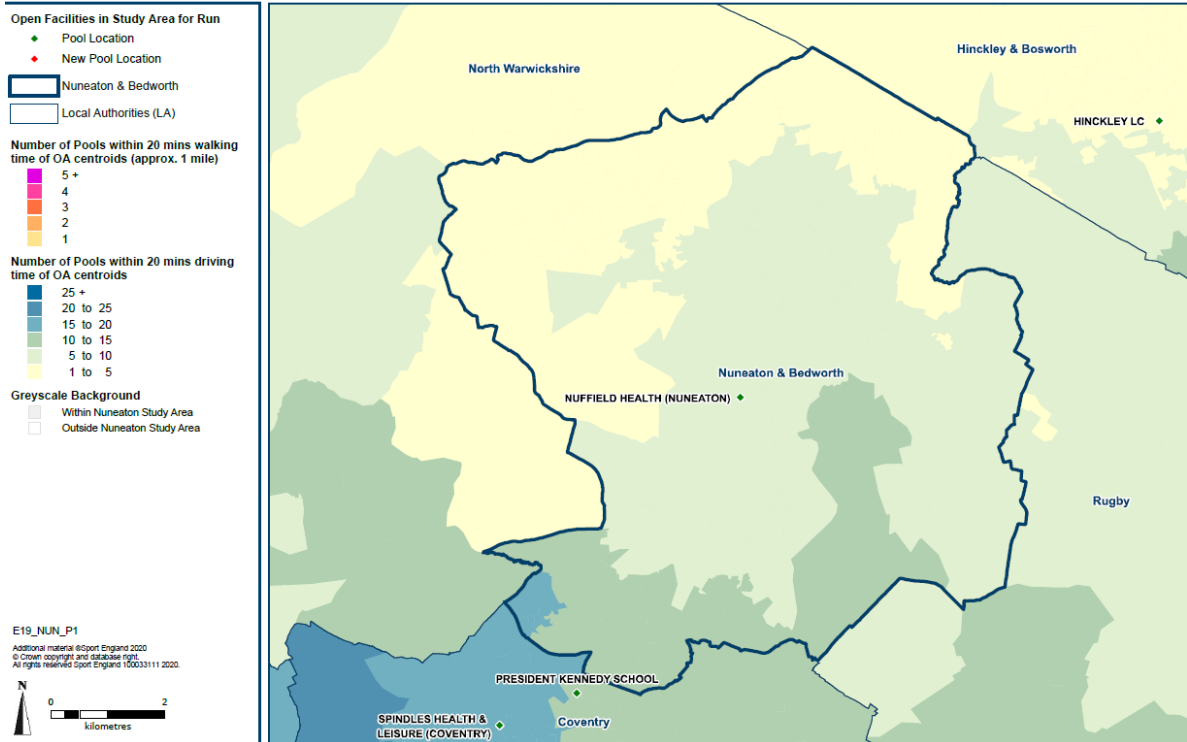 Open Facilities in Study Area for Run
Pool Location
New Pool Location
Nuneaton & Bedworth
Local Authorities (LA)
Number of Pools within 20 mins walking
time of OA centroids (approx. 1 mile)
5 +
4
3
2
1
Number of Pools within 20 mins driving
time of OA centroids
25 +
20 to 25
15 to 20
10 to 15
5 to 10
1 to 5
Greyscale Background
Within Nuneaton Study Area
Outside Nuneaton Study Area
E19_NUN_P1
Additional material @Sport England 2020
© Crown copyright and database right.
All rights reserved Sport England 100033111 2020.
N
0 2
kilometres
North Warwickshire
Hinckley & Bosworth
HINCKLEY LC
Nuneaton & Bedworth
NUFFIELD HEALTH (NUNEATON)
Rugby
PRESIDENT KENNEDY SCHOOL
SPINDLES HEALTH &
LEISURE (COVENTRY)
Coventry